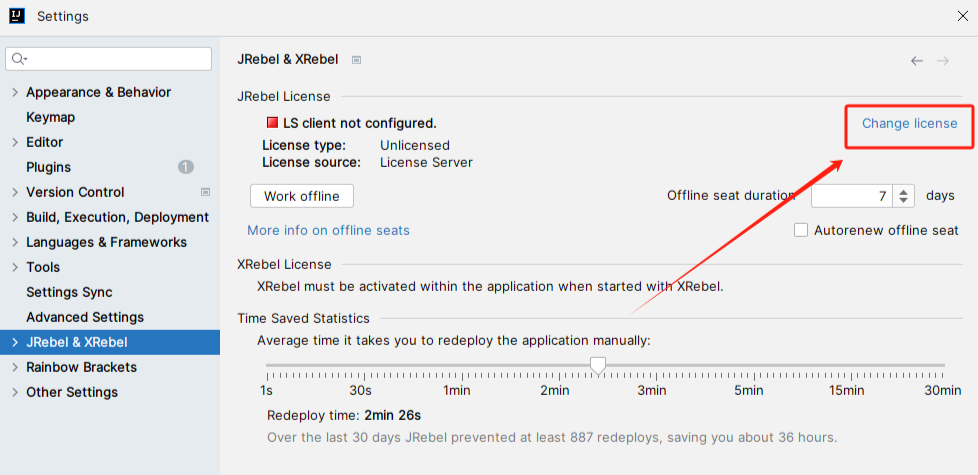 Settings
JRebel & XRebel
Appearance & Behavior
Keymap
Editor
Plugins 1
Version Control
Build, Execution, Deployment
Languages & Frameworks
Tools
Settings Sync
Advanced Settings
JRebel & XRebel
Rainbow Brackets
Other Settings
JRebel License
LS client not configured.
Change license
License type: Unlicensed
License source: License Server
Work offline
Offline seat duration 7 days
More info on offline seats
Autorenew offline seat
XRebel License
XRebel must be activated within the application when started with XRebel.
Time Saved Statistics
Average time it takes you to redeploy the application manually:
1s 30s 1min 2min 3min 5min 15min 30min
Redeploy time: 2min 26s
Over the last 30 days JRebel prevented at least 887 redeploys, saving you about 36 hours.